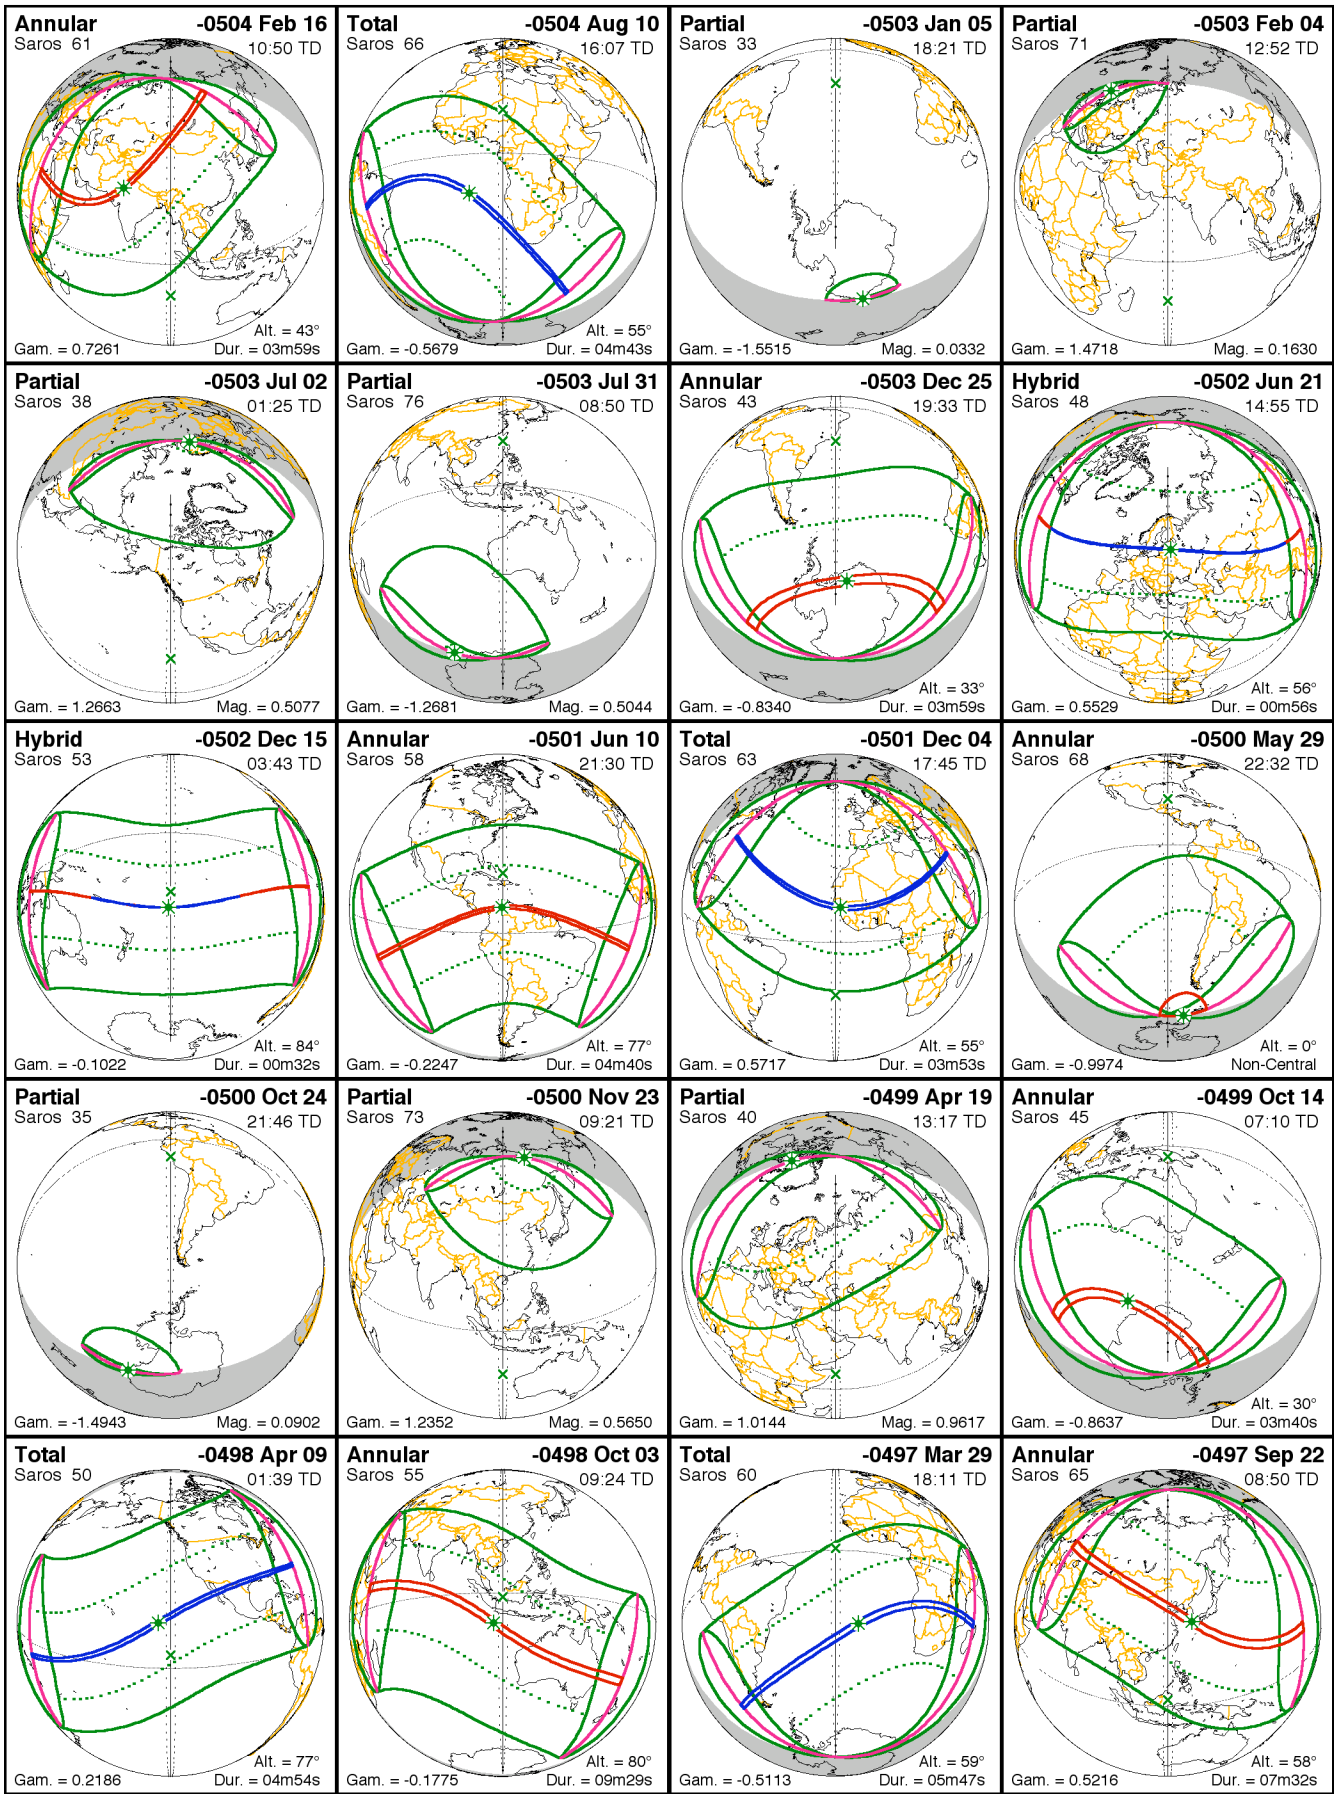 Annular -0504 Feb 16
Saros 61 10:50 TD
Alt. = 43°
Gam. = 0.7261 Dur. = 03m59s
Total -0504 Aug 10
Saros 66 16:07 TD
Alt. = 55°
Gam. = -0.5679 Dur. = 04m43s
Partial -0503 Jan 05
Saros 33 18:21 TD
Gam. = -1.5515 Mag. = 0.0332
Partial -0503 Feb 04
Saros 71 12:52 TD
Gam. = 1.4718 Mag. = 0.1630
Partial -0503 Jul 02
Saros 38 01:25 TD
Gam. = 1.2663 Mag. = 0.5077
Partial -0503 Jul 31
Saros 76 08:50 TD
Gam. = -1.2681 Mag. = 0.5044
Annular -0503 Dec 25
Saros 43 19:33 TD
Alt. = 33°
Gam. = -0.8340 Dur. = 03m59s
Hybrid -0502 Jun 21
Saros 48 14:55 TD
Alt. = 56°
Gam. = 0.5529 Dur. = 00m56s
Hybrid -0502 Dec 15
Saros 53 03:43 TD
Alt. = 84°
Gam. = -0.1022 Dur. = 00m32s
Annular -0501 Jun 10
Saros 58 21:30 TD
Alt. = 77°
Gam. = -0.2247 Dur. = 04m40s
Total -0501 Dec 04
Saros 63 17:45 TD
Alt. = 55°
Gam. = 0.5717 Dur. = 03m53s
Annular -0500 May 29
Saros 68 22:32 TD
Alt. = 0°
Gam. = -0.9974 Non-Central
Partial -0500 Oct 24
Saros 35 21:46 TD
Gam. = -1.4943 Mag. = 0.0902
Partial -0500 Nov 23
Saros 73 09:21 TD
Gam. = 1.2352 Mag. = 0.5650
Partial -0499 Apr 19
Saros 40 13:17 TD
Gam. = 1.0144 Mag. = 0.9617
Annular -0499 Oct 14
Saros 45 07:10 TD
Alt. = 30°
Gam. = -0.8637 Dur. = 03m40s
Total -0498 Apr 09
Saros 50 01:39 TD
Alt. = 77°
Gam. = 0.2186 Dur. = 04m54s
Annular -0498 Oct 03
Saros 55 09:24 TD
Alt. = 80°
Gam. = -0.1775 Dur. = 09m29s
Total -0497 Mar 29
Saros 60 18:11 TD
Alt. = 59°
Gam. = -0.5113 Dur. = 05m47s
Annular -0497 Sep 22
Saros 65 08:50 TD
Alt. = 58°
Gam. = 0.5216 Dur. = 07m32s